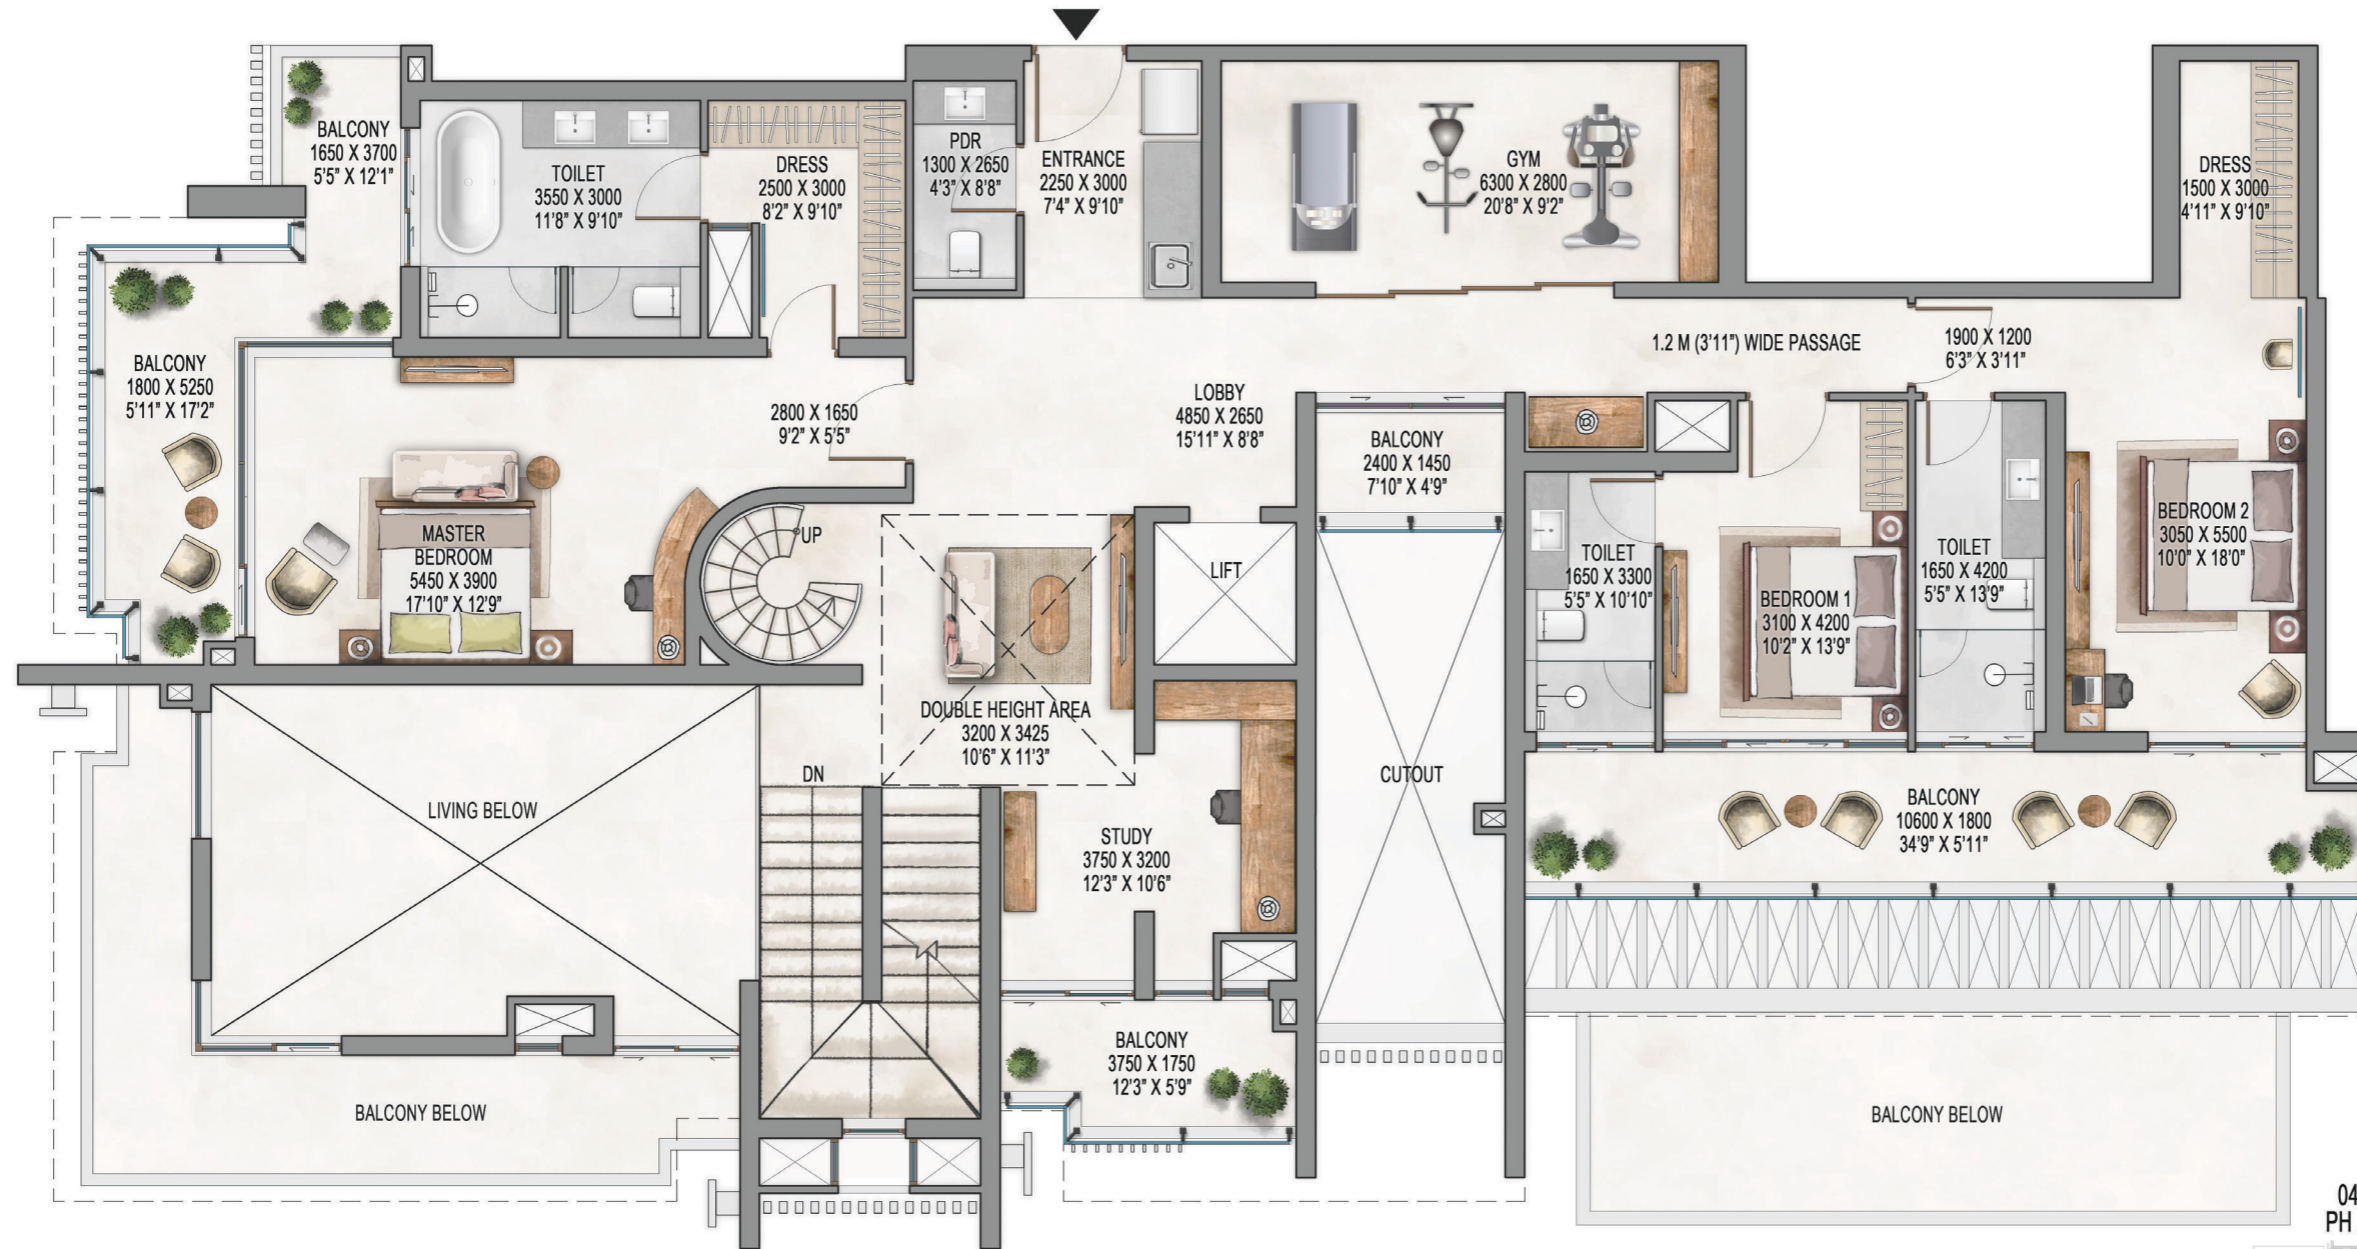 BALCONY
1650 X 3700
5'5" X 12'1"
TOILET
3550 X 3000
11'8" X 9'10"
DRESS
2500 X 3000
8'2" X 9'10"
PDR
1300 X 2650
4'3" X 8'8"
ENTRANCE
2250 X 3000
7'4" X 9'10"
GYM
6300 X 2800
20'8" X 9'2"
DRESS
1500 X 3000
4'11" X 9'10"
BALCONY
1800 X 5250
5'11" X 17'2"
2800 X 1650
9'2" X 5'5"
LOBBY
4850 X 2650
15'11" X 8'8"
1.2 M (3'11") WIDE PASSAGE
1900 X 1200
6'3" X 3'11"
BALCONY
2400 X 1450
7'10" X 4'9"
MASTER
BEDROOM
5450 X 3900
17'10" X 12'9"
UP
LIFT
TOILET
1650 X 3300
5'5" X 10'10"
BEDROOM 1
3100 X 4200
10'2" X 13'9"
TOILET
1650 X 4200
5'5" X 13'9"
BEDROOM 2
3050 X 5500
10'0" X 18'0"
DOUBLE HEIGHT AREA
3200 X 3425
10'6" X 11'3"
DN
LIVING BELOW
STUDY
3750 X 3200
12'3" X 10'6"
CUTOUT
BALCONY
10600 X 1800
34'9" X 5'11"
BALCONY
3750 X 1750
12'3" X 5'9"
BALCONY BELOW
BALCONY BELOW
04
PH